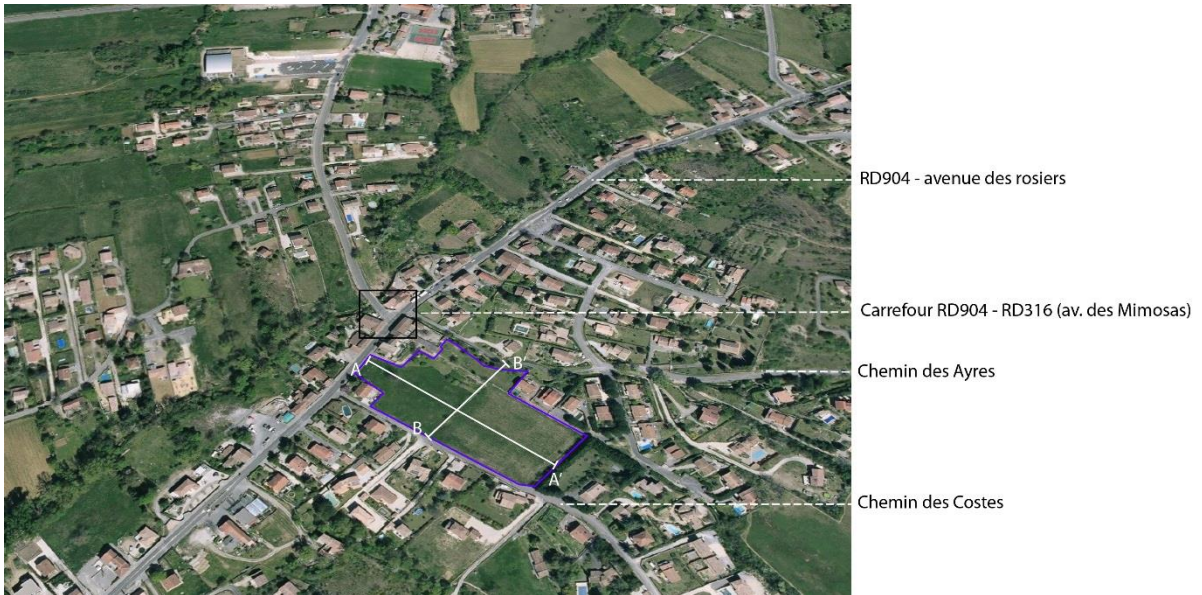 RD904 - avenue des rosiers
Carrefour RD904 - RD316 (av. des Mimosas)
A
B'
Chemin des Ayres
B
A'
Chemin des Costes